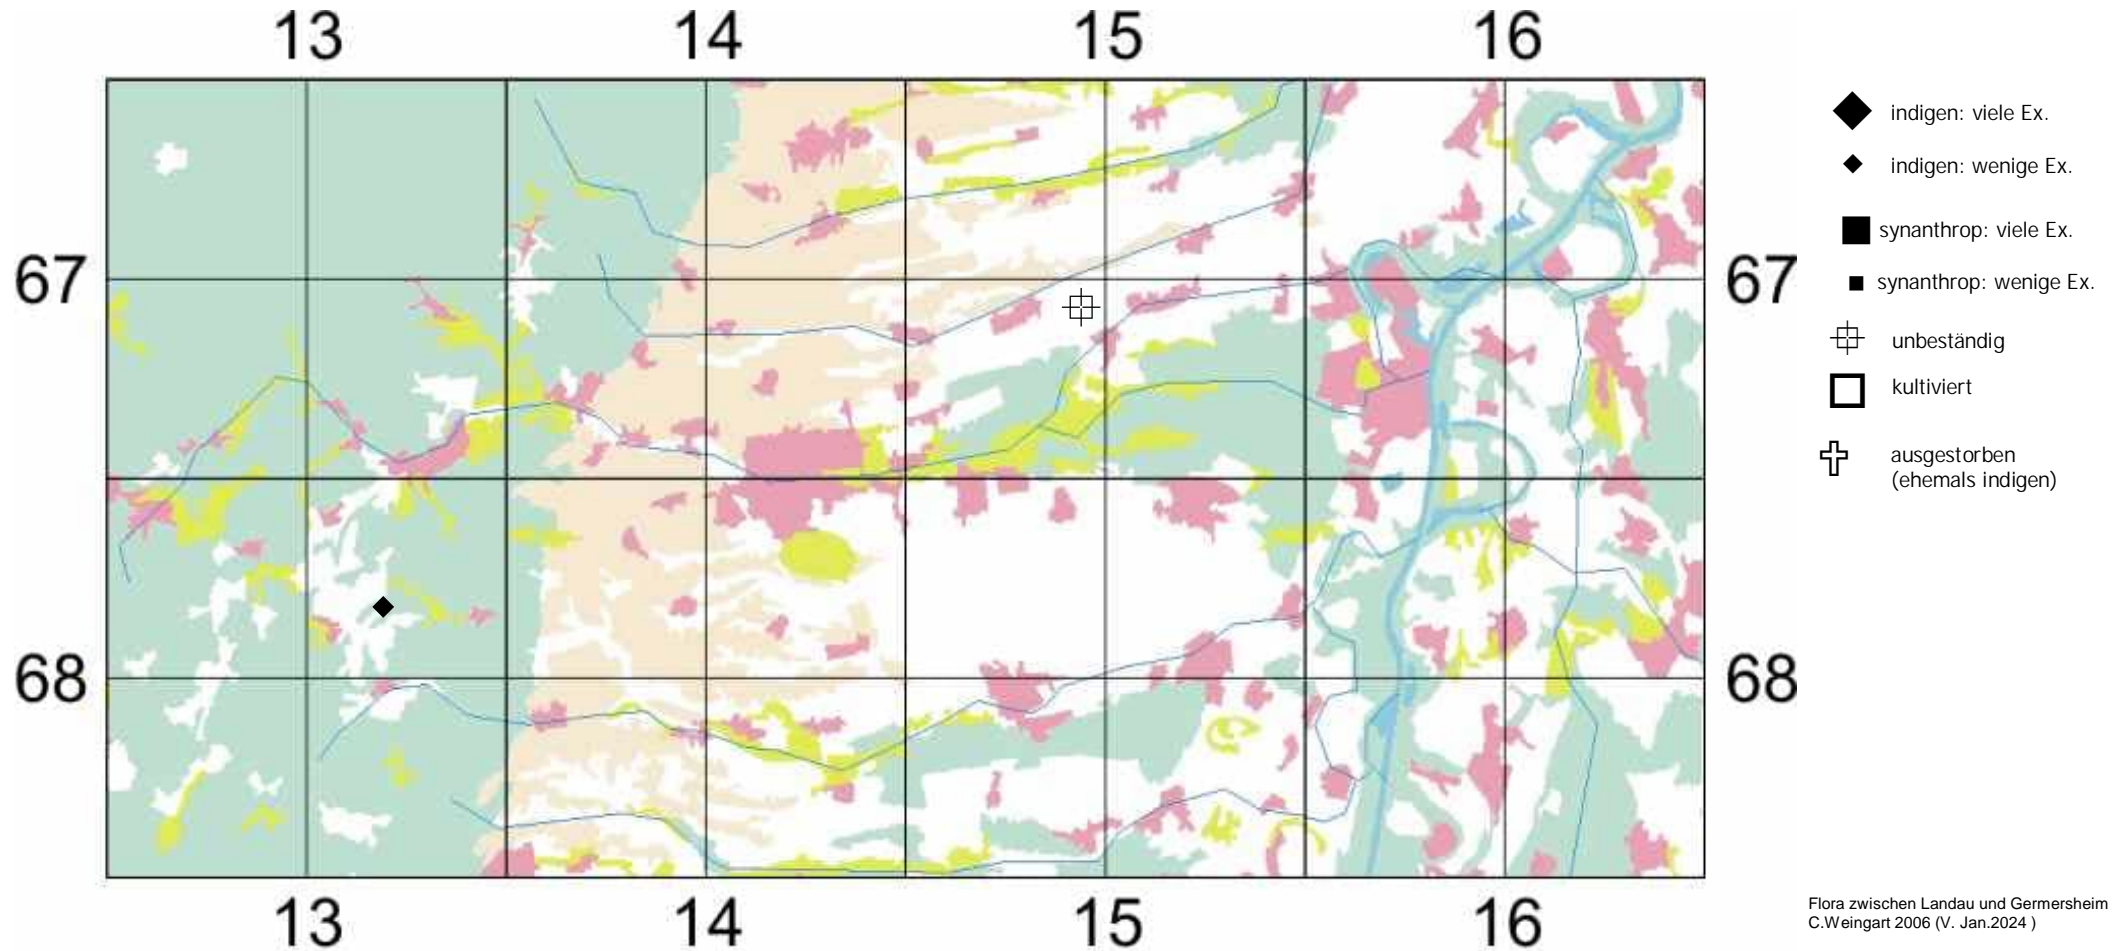 13 14 15 16
indigen: viele Ex.
indigen: wenige Ex.
synanthrop: viele Ex.
67 67
synanthrop: wenige Ex.
unbeständig
kultiviert
ausgestorben
(ehemals indigen)
68 68
13 14 15 16
Flora zwischen Landau und Germersheim
C.Weingart 2006 (V. Jan.2024 )